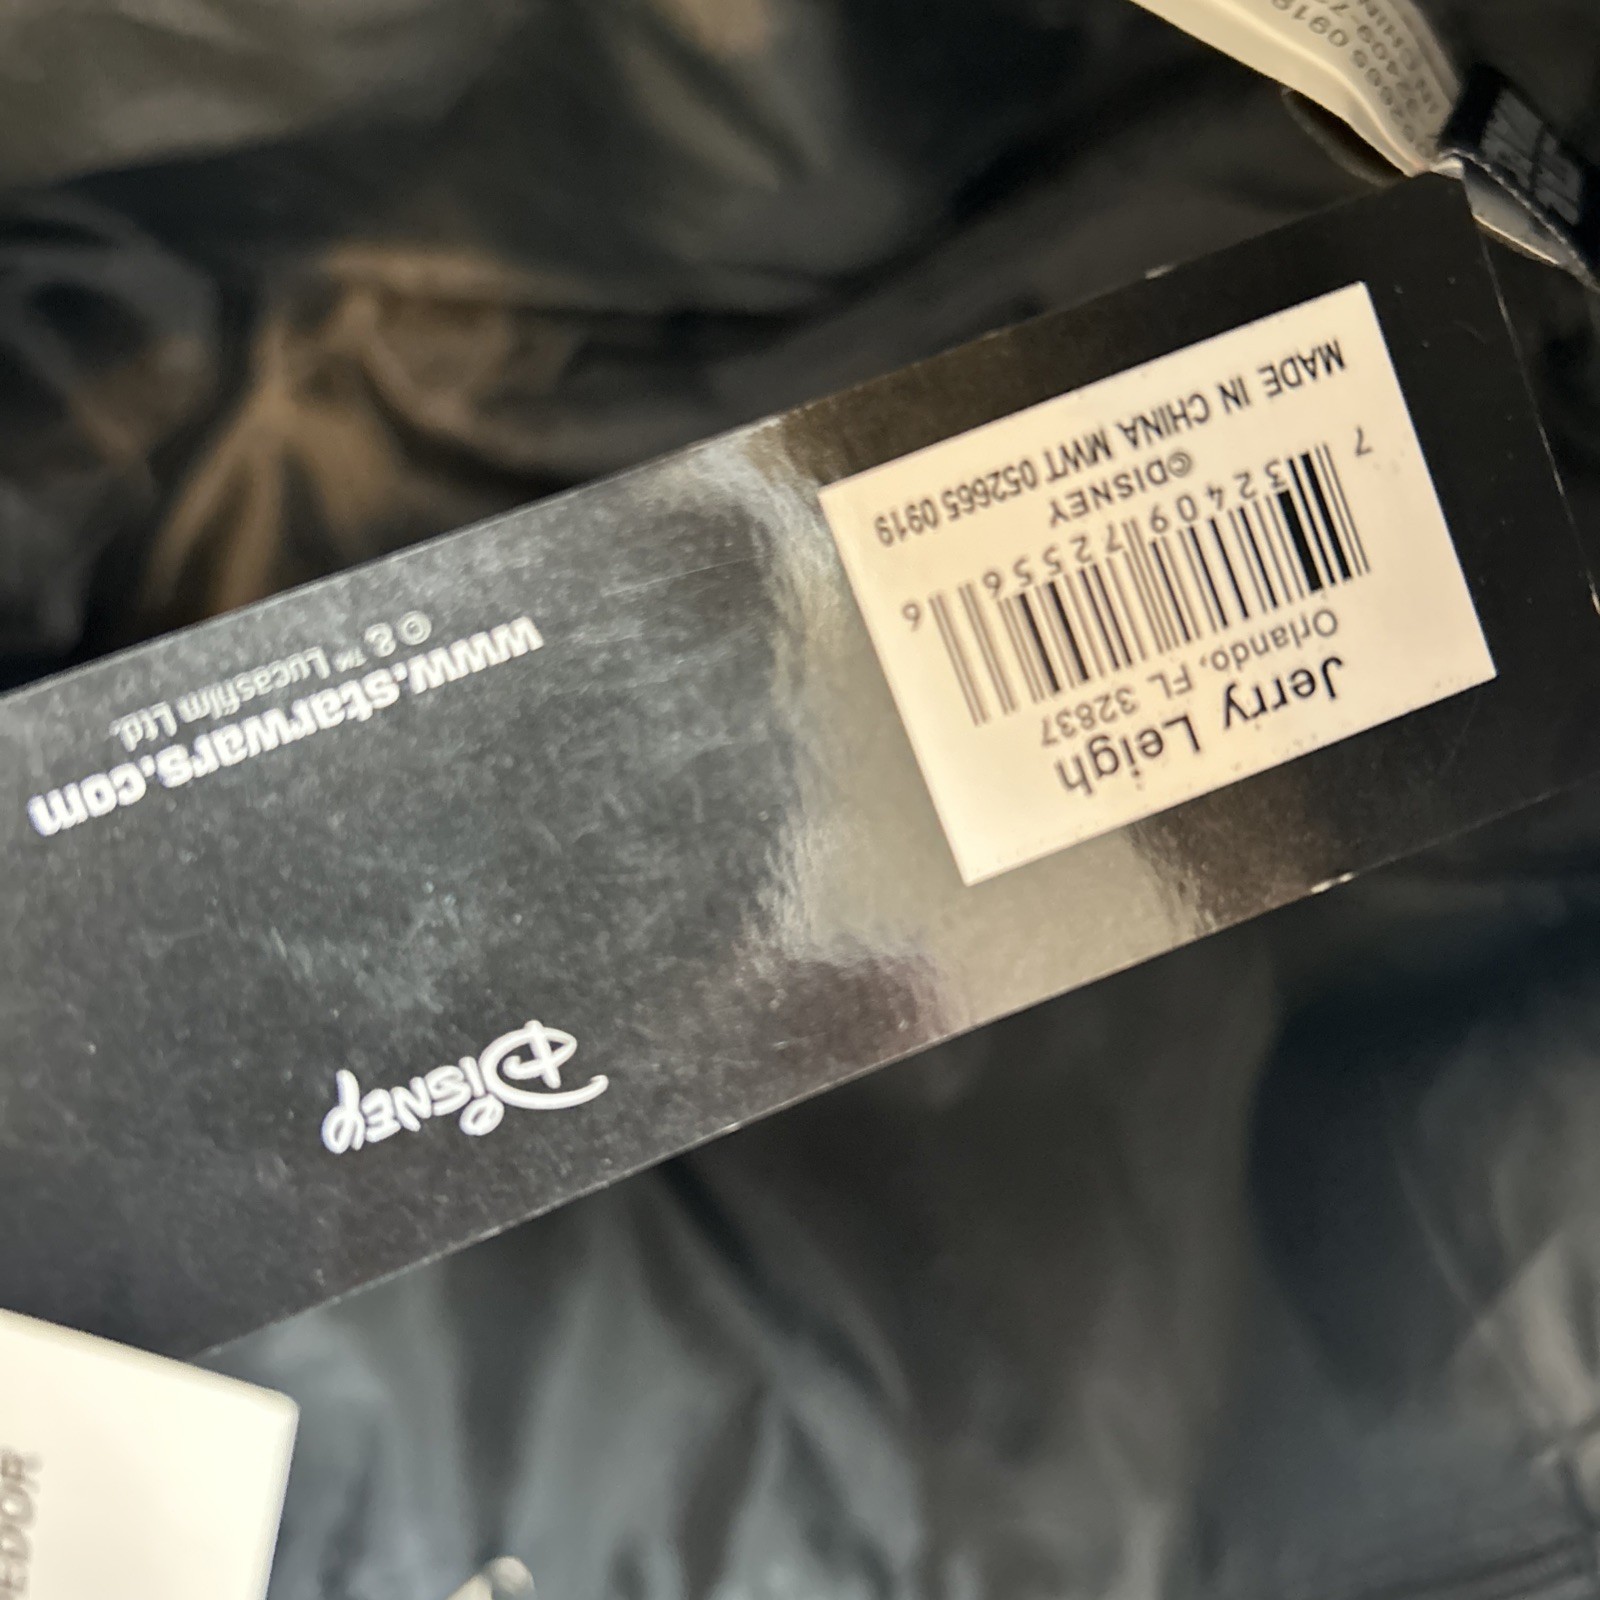 Jerry Leigh
Orlando, FL 32837
7 32409 72556 6
©DISNEY
MADE IN CHINA MWT 052665 0919
Disney
www.starwars.com
© & ™ Lucasfilm Ltd.
EDOR